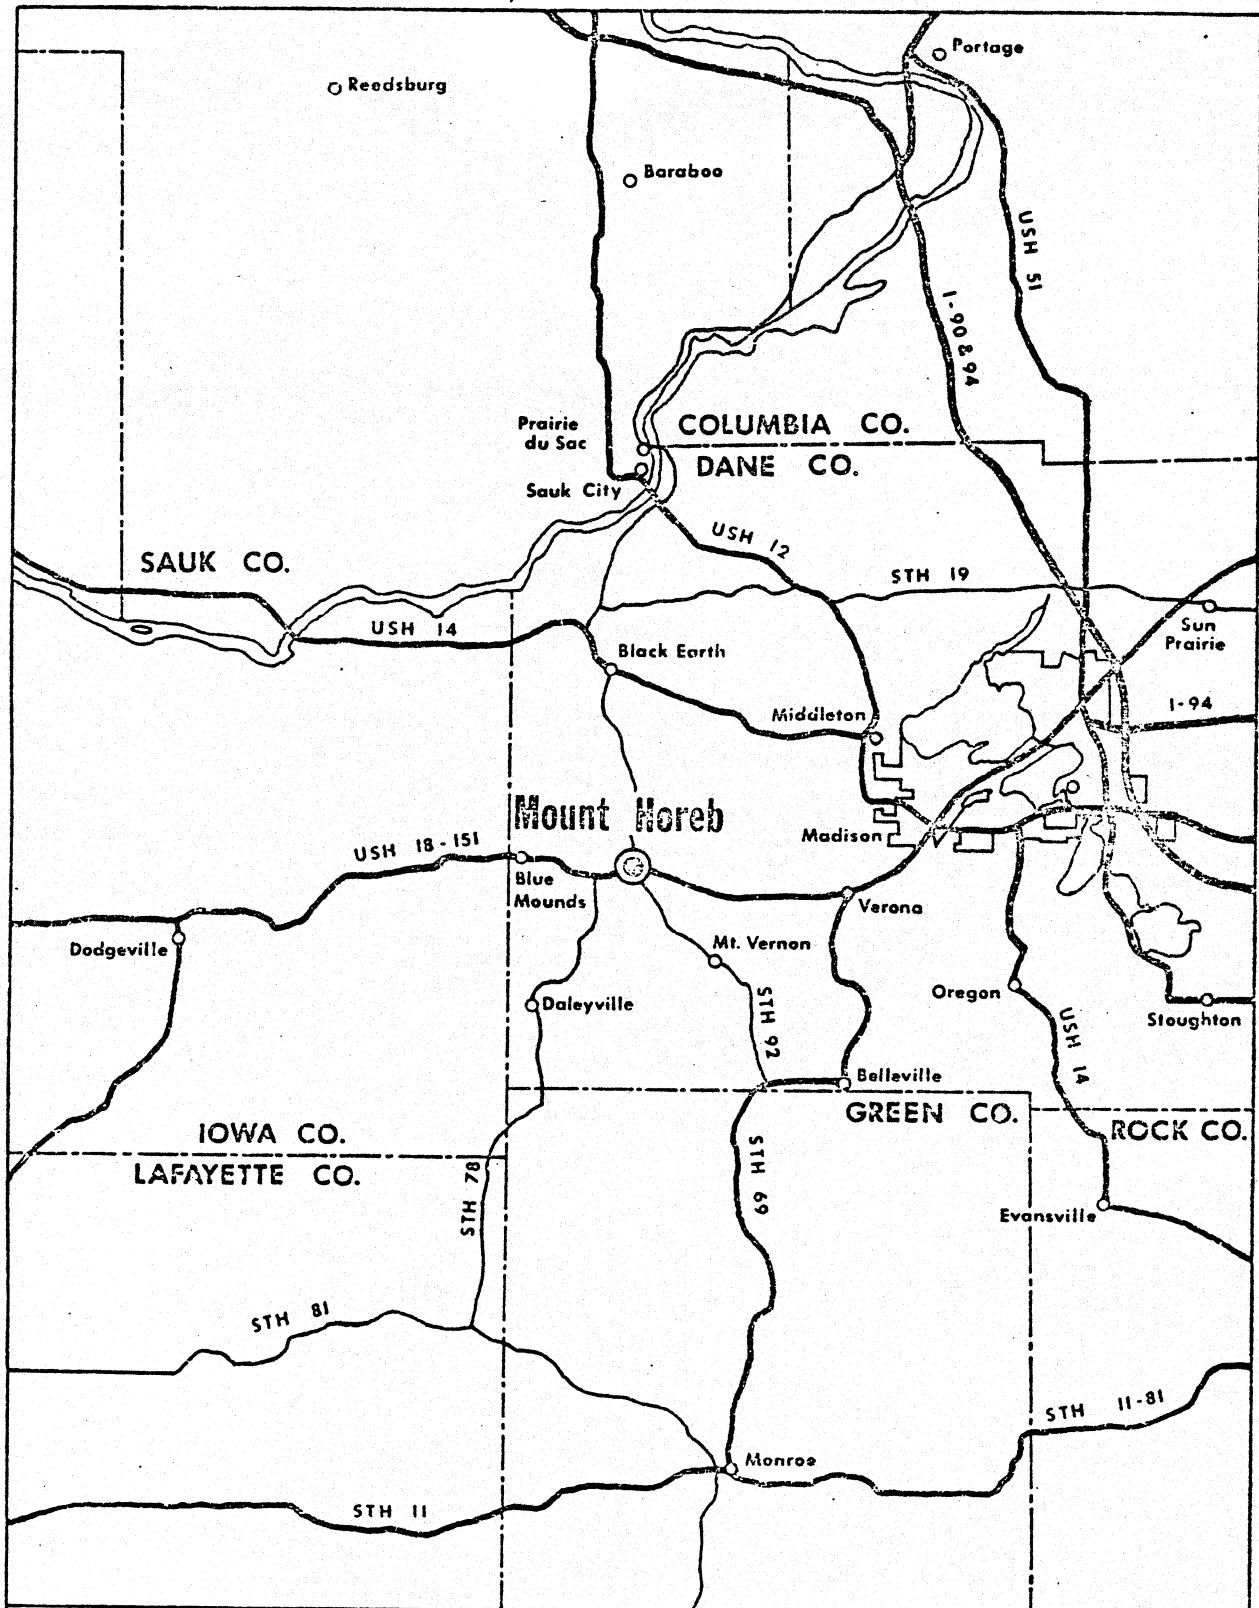 Portage
Reedsburg
Baraboo
USH 51
I-90 & 94
Prairie
du Sac
COLUMBIA CO.
DANE CO.
Sauk City
USH 12
SAUK CO.
STH 19
Sun
Prairie
USH 14
Black Earth
I-94
Middleton
Mount Horeb
Madison
USH 18-151
Blue
Mounds
Verona
Dodgeville
Mt. Vernon
Daleyville
STH 92
Oregon
Stoughton
USH 14
Belleville
GREEN CO.
IOWA CO.
ROCK CO.
LAFAYETTE CO.
STH 78
STH 69
Evansville
STH 81
STH 11-81
Monroe
STH 11